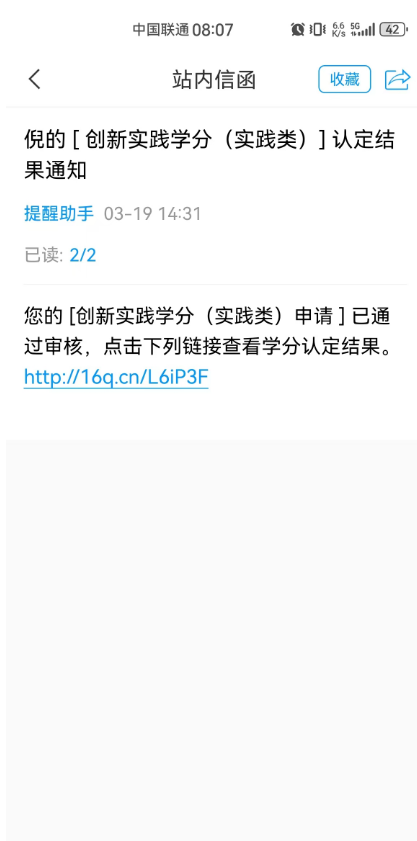 中国联通 08:07
6.6 K/s 5G 42
站内信函
收藏
倪的 [ 创新实践学分（实践类）] 认定结
果通知
提醒助手 03-19 14:31
已读: 2/2
您的 [创新实践学分（实践类）申请 ] 已通
过审核，点击下列链接查看学分认定结果。
http://16q.cn/L6iP3F